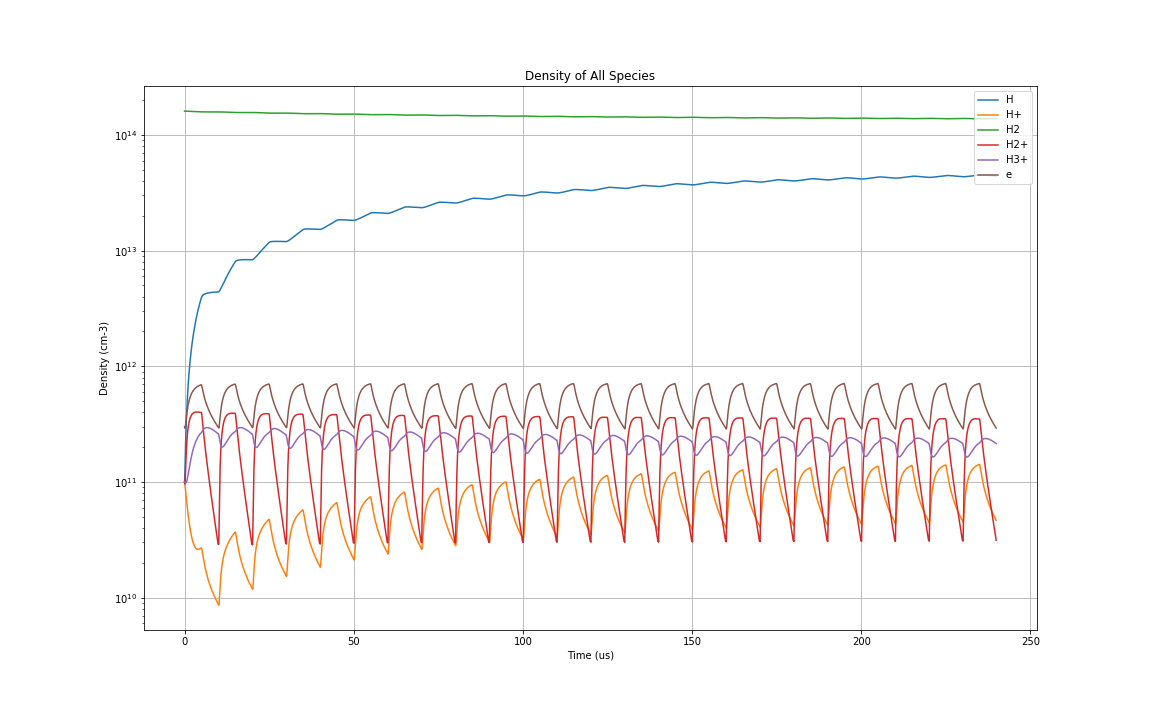 Density of All Species
H
H+
H2
H2+
H3+
e
Density (cm-3)
10^14
10^13
10^12
10^11
10^10
0 50 100 150 200 250
Time (us)